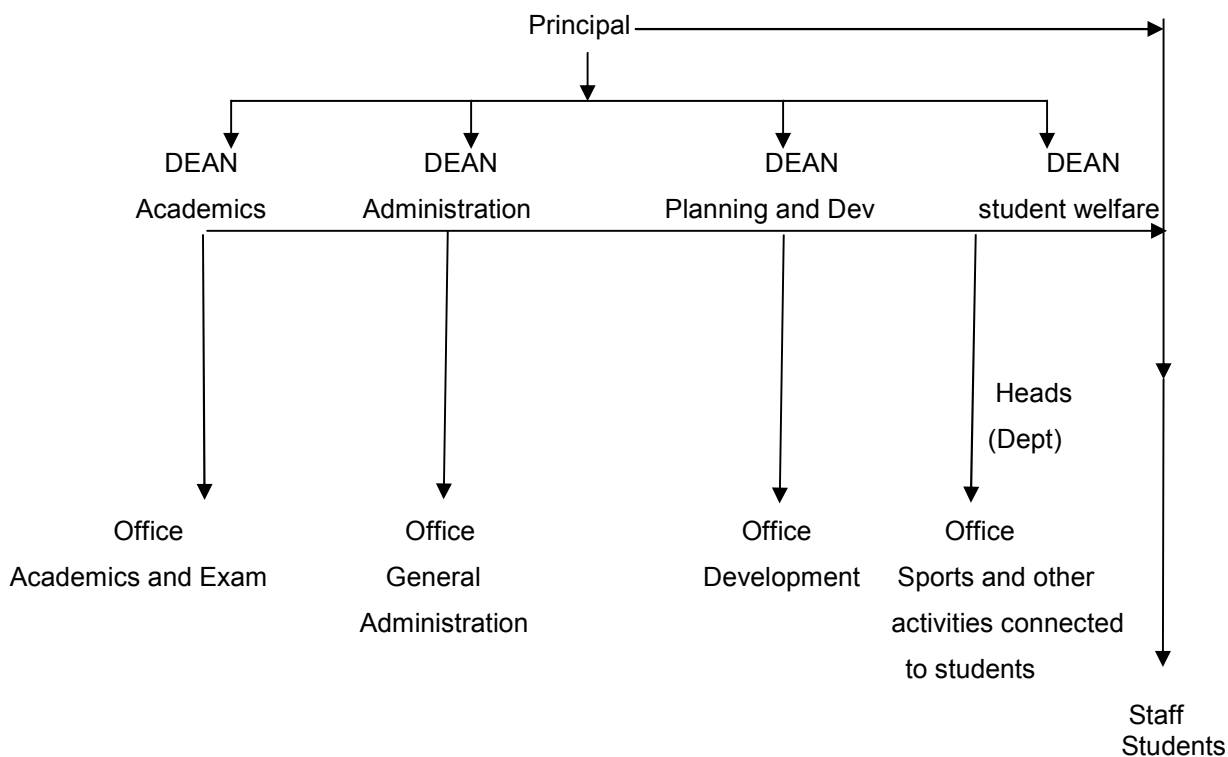 Principal
DEAN DEAN DEAN DEAN
Academics Administration Planning and Dev student welfare
Heads
(Dept)
Office Office Office Office
Academics and Exam General Development Sports and other
Administration activities connected
to students
Staff
Students